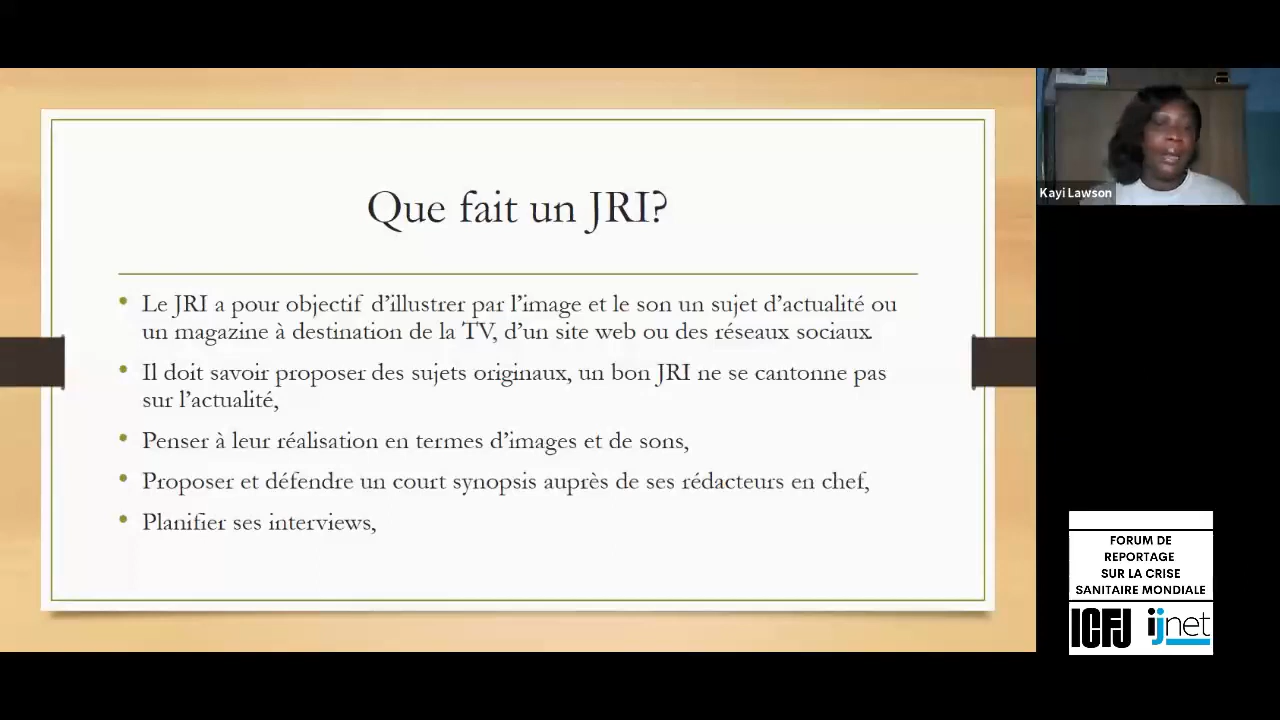 Que fait un JRI?
• Le JRI a pour objectif d'illustrer par l'image et le son un sujet d'actualité ou
un magazine à destination de la TV, d'un site web ou des réseaux sociaux.
• Il doit savoir proposer des sujets originaux, un bon JRI ne se cantonne pas
sur l'actualité,
• Penser à leur réalisation en termes d'images et de sons,
• Proposer et défendre un court synopsis auprès de ses rédacteurs en chef,
• Planifier ses interviews,
Kayi Lawson
FORUM DE
REPORTAGE
SUR LA CRISE
SANITAIRE MONDIALE
ICFJ ijnet